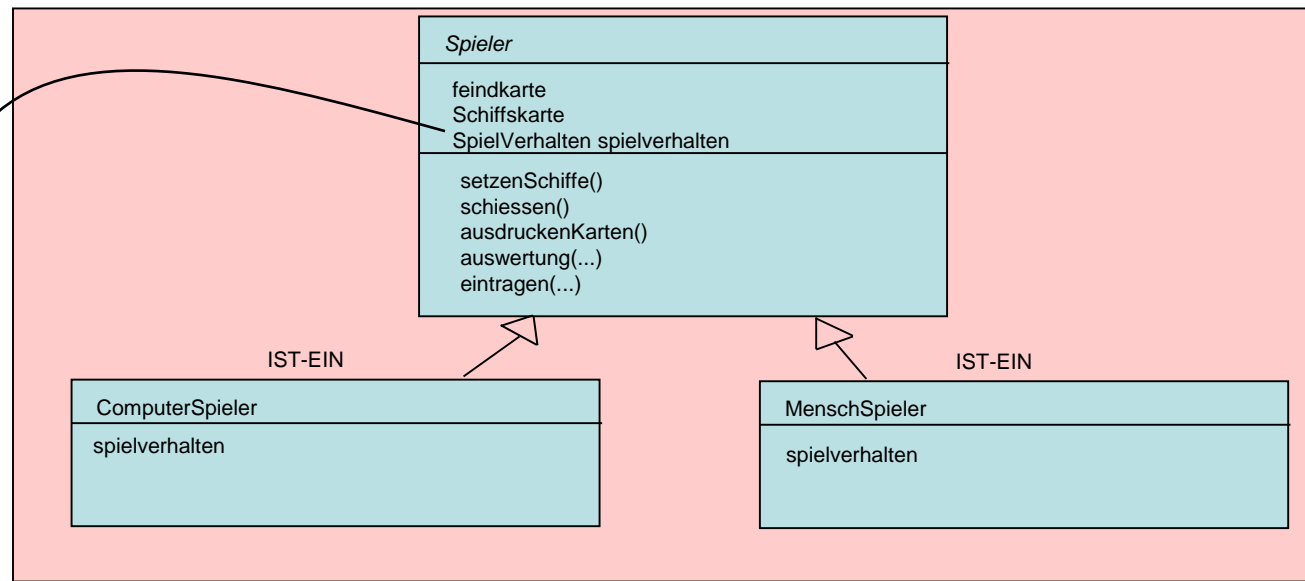 Spieler
feindkarte
Schiffskarte
SpielVerhalten spielverhalten
setzenSchiffe()
schiessen()
ausdruckenKarten()
auswertung(...)
eintragen(...)
IST-EIN
IST-EIN
ComputerSpieler
spielverhalten
MenschSpieler
spielverhalten